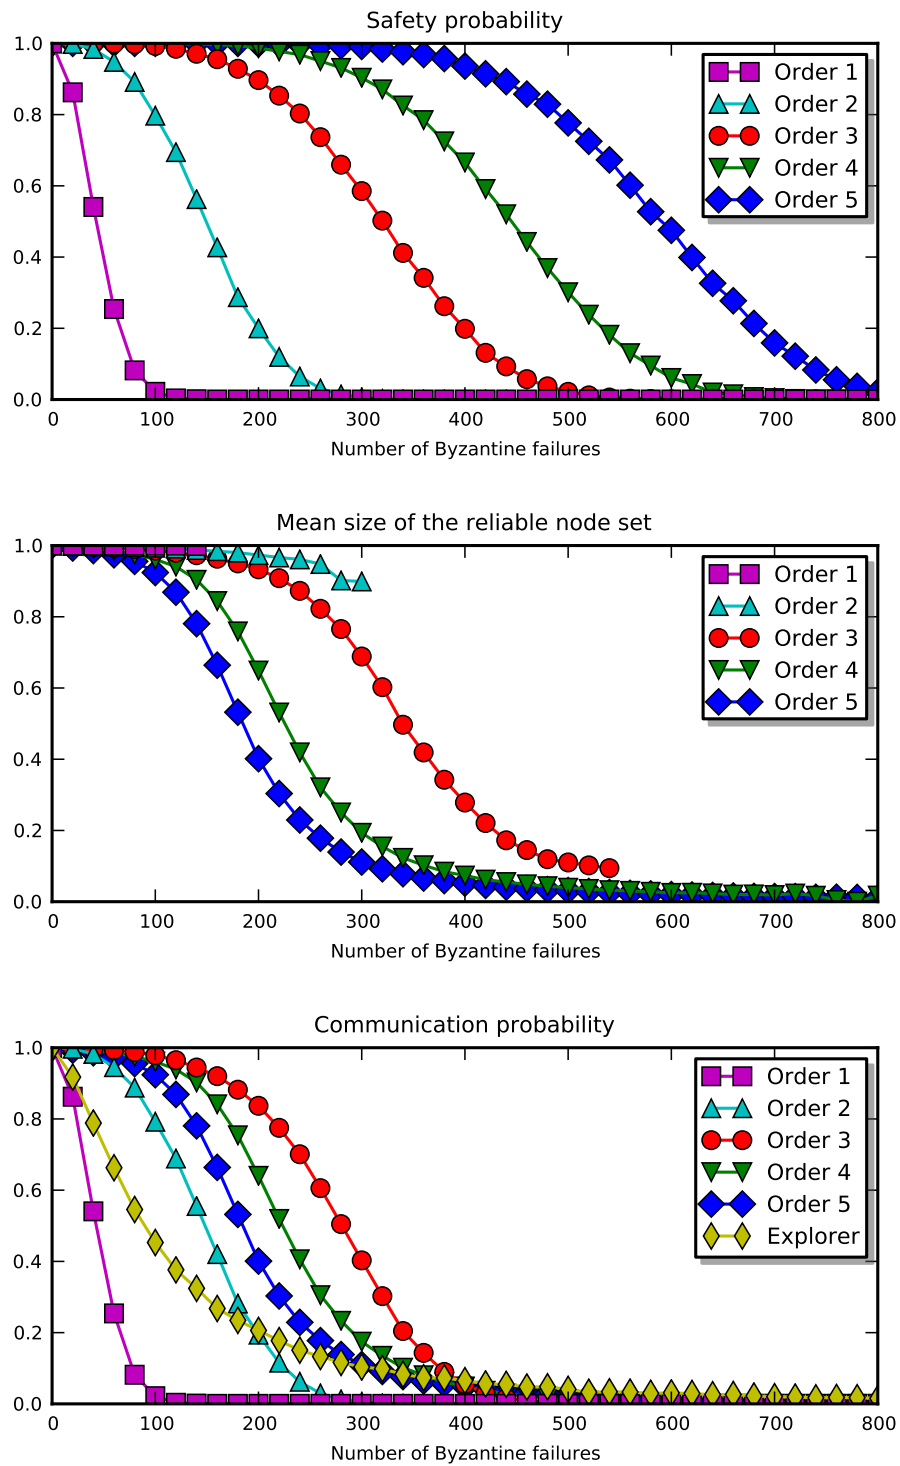 Safety probability
1.0
0.8
0.6
0.4
0.2
0.0
Order 1
Order 2
Order 3
Order 4
Order 5
0 100 200 300 400 500 600 700 800
Number of Byzantine failures
Mean size of the reliable node set
1.0
0.8
0.6
0.4
0.2
0.0
Order 1
Order 2
Order 3
Order 4
Order 5
0 100 200 300 400 500 600 700 800
Number of Byzantine failures
Communication probability
1.0
0.8
0.6
0.4
0.2
0.0
Order 1
Order 2
Order 3
Order 4
Order 5
Explorer
0 100 200 300 400 500 600 700 800
Number of Byzantine failures